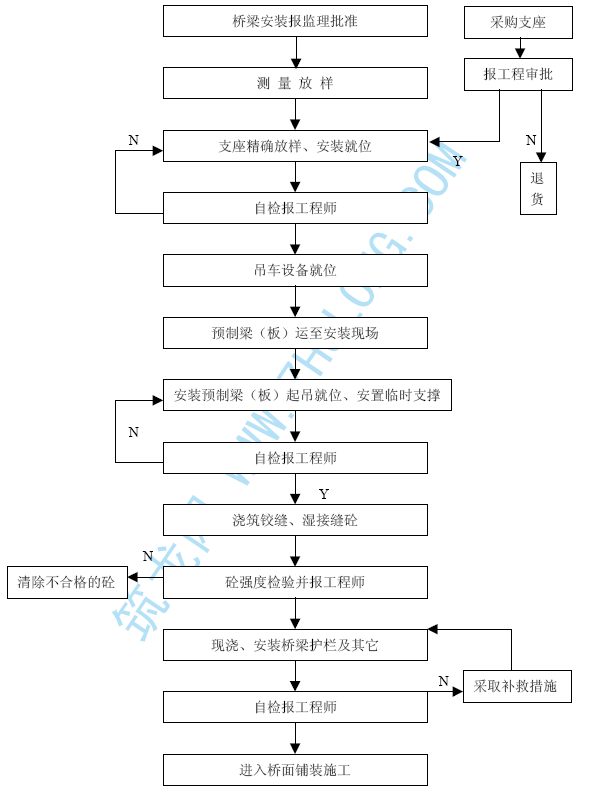 桥梁安装报监理批准
采购支座
测 量 放 样
报工程审批
N
支座精确放样、安装就位
Y
N
退
货
自检报工程师
吊车设备就位
预制梁（板）运至安装现场
安装预制梁（板）起吊就位、安置临时支撑
N
自检报工程师
Y
浇筑铰缝、湿接缝砼
N
清除不合格的砼
砼强度检验并报工程师
现浇、安装桥梁护栏及其它
N
采取补救措施
自检报工程师
进入桥面铺装施工
筑龙网 WWW.ZHULONG.COM